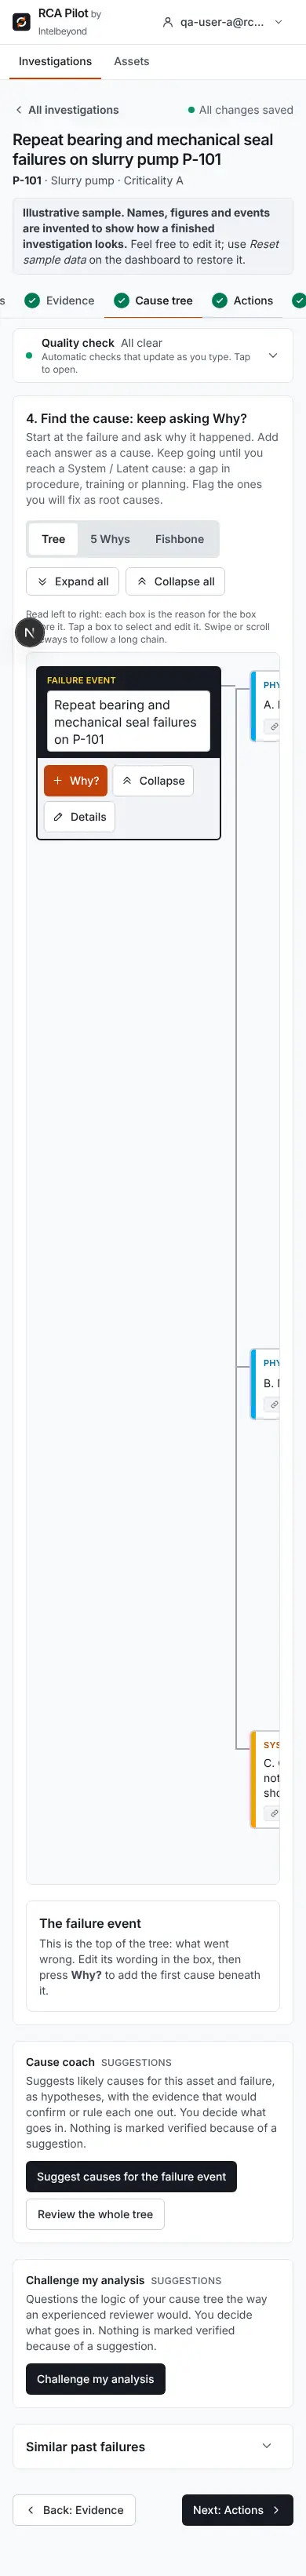 RCA Pilot by
Intelbeyond
qa-user-a@rc...
Investigations Assets
All investigations
All changes saved
Repeat bearing and mechanical seal
failures on slurry pump P-101
P-101 · Slurry pump · Criticality A
Illustrative sample. Names, figures and events
are invented to show how a finished
investigation looks. Feel free to edit it; use Reset
sample data on the dashboard to restore it.
s Evidence Cause tree Actions
Quality check All clear
Automatic checks that update as you type. Tap
to open.
4. Find the cause: keep asking Why?
Start at the failure and ask why it happened. Add
each answer as a cause. Keep going until you
reach a System / Latent cause: a gap in
procedure, training or planning. Flag the ones
you will fix as root causes.
Tree 5 Whys Fishbone
Expand all Collapse all
Read left to right: each box is the reason for the box
it. Tap a box to select and edit it. Swipe or scroll
to follow a long chain.
N
FAILURE EVENT
Repeat bearing and
mechanical seal failures
on P-101
Why? Collapse
Details
PHY
A.
PHY
B.
SYS
C.
not
sho
The failure event
This is the top of the tree: what went
wrong. Edit its wording in the box, then
press Why? to add the first cause beneath
it.
Cause coach SUGGESTIONS
Suggests likely causes for this asset and failure,
as hypotheses, with the evidence that would
confirm or rule each one out. You decide what
goes in. Nothing is marked verified because of a
suggestion.
Suggest causes for the failure event
Review the whole tree
Challenge my analysis SUGGESTIONS
Questions the logic of your cause tree the way
an experienced reviewer would. You decide
what goes in. Nothing is marked verified
because of a suggestion.
Challenge my analysis
Similar past failures
Back: Evidence
Next: Actions